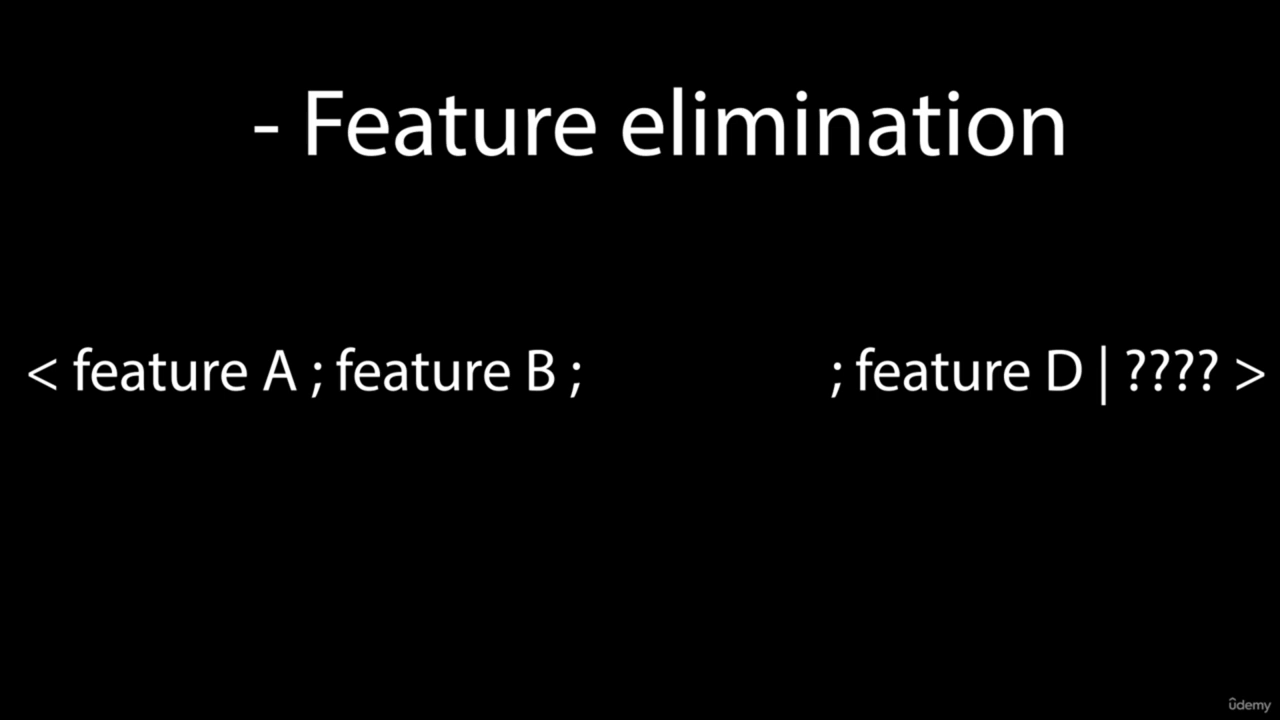 - Feature elimination
< feature A ; feature B ; ; feature D | ???? >
ûdemy